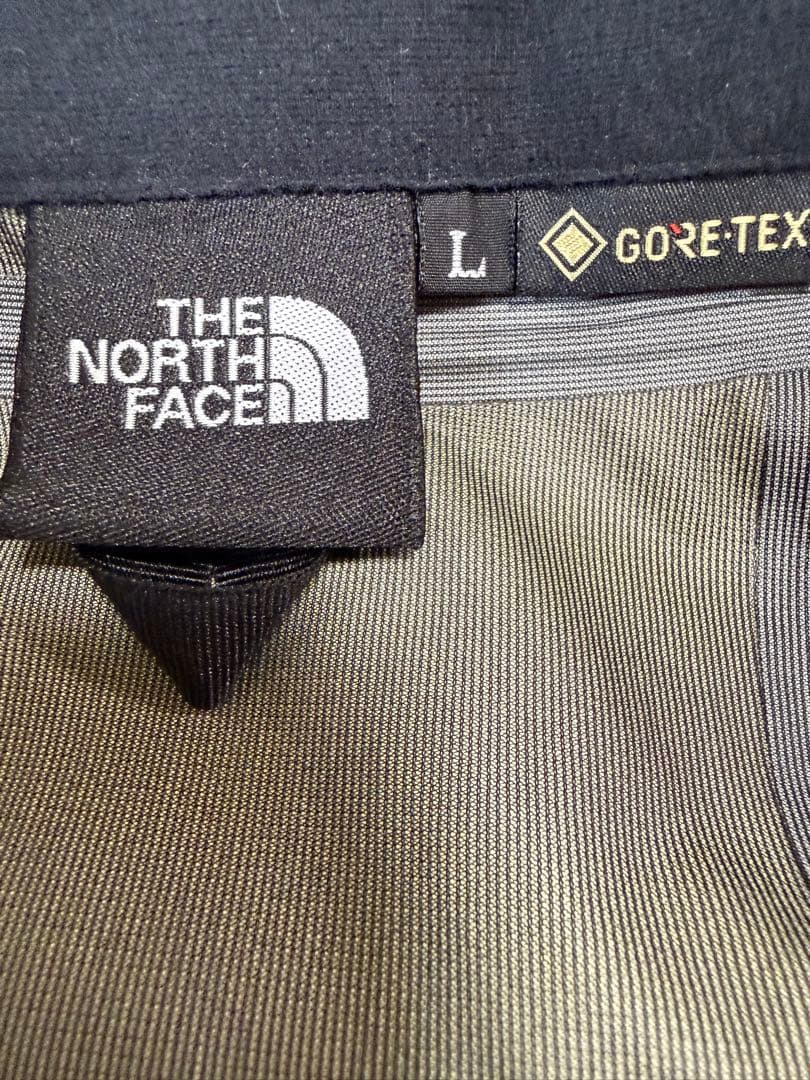 THE
NORTH
FACE
L
GORE-TEX